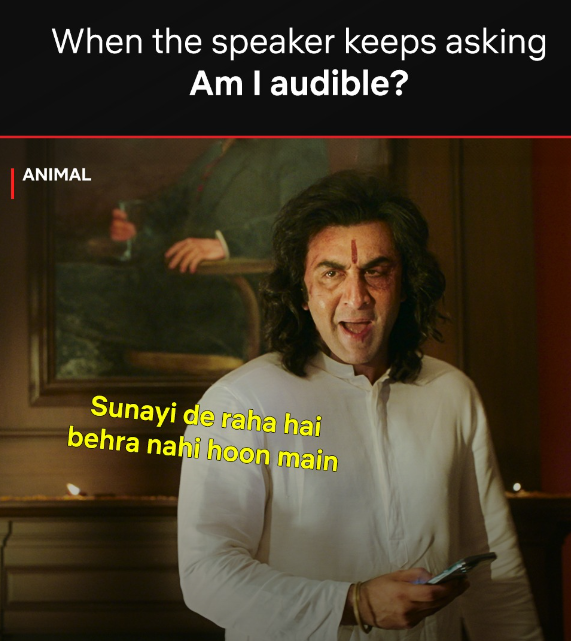 When the speaker keeps asking
Am I audible?
ANIMAL
Sunayi de raha hai
behra nahi hoon main